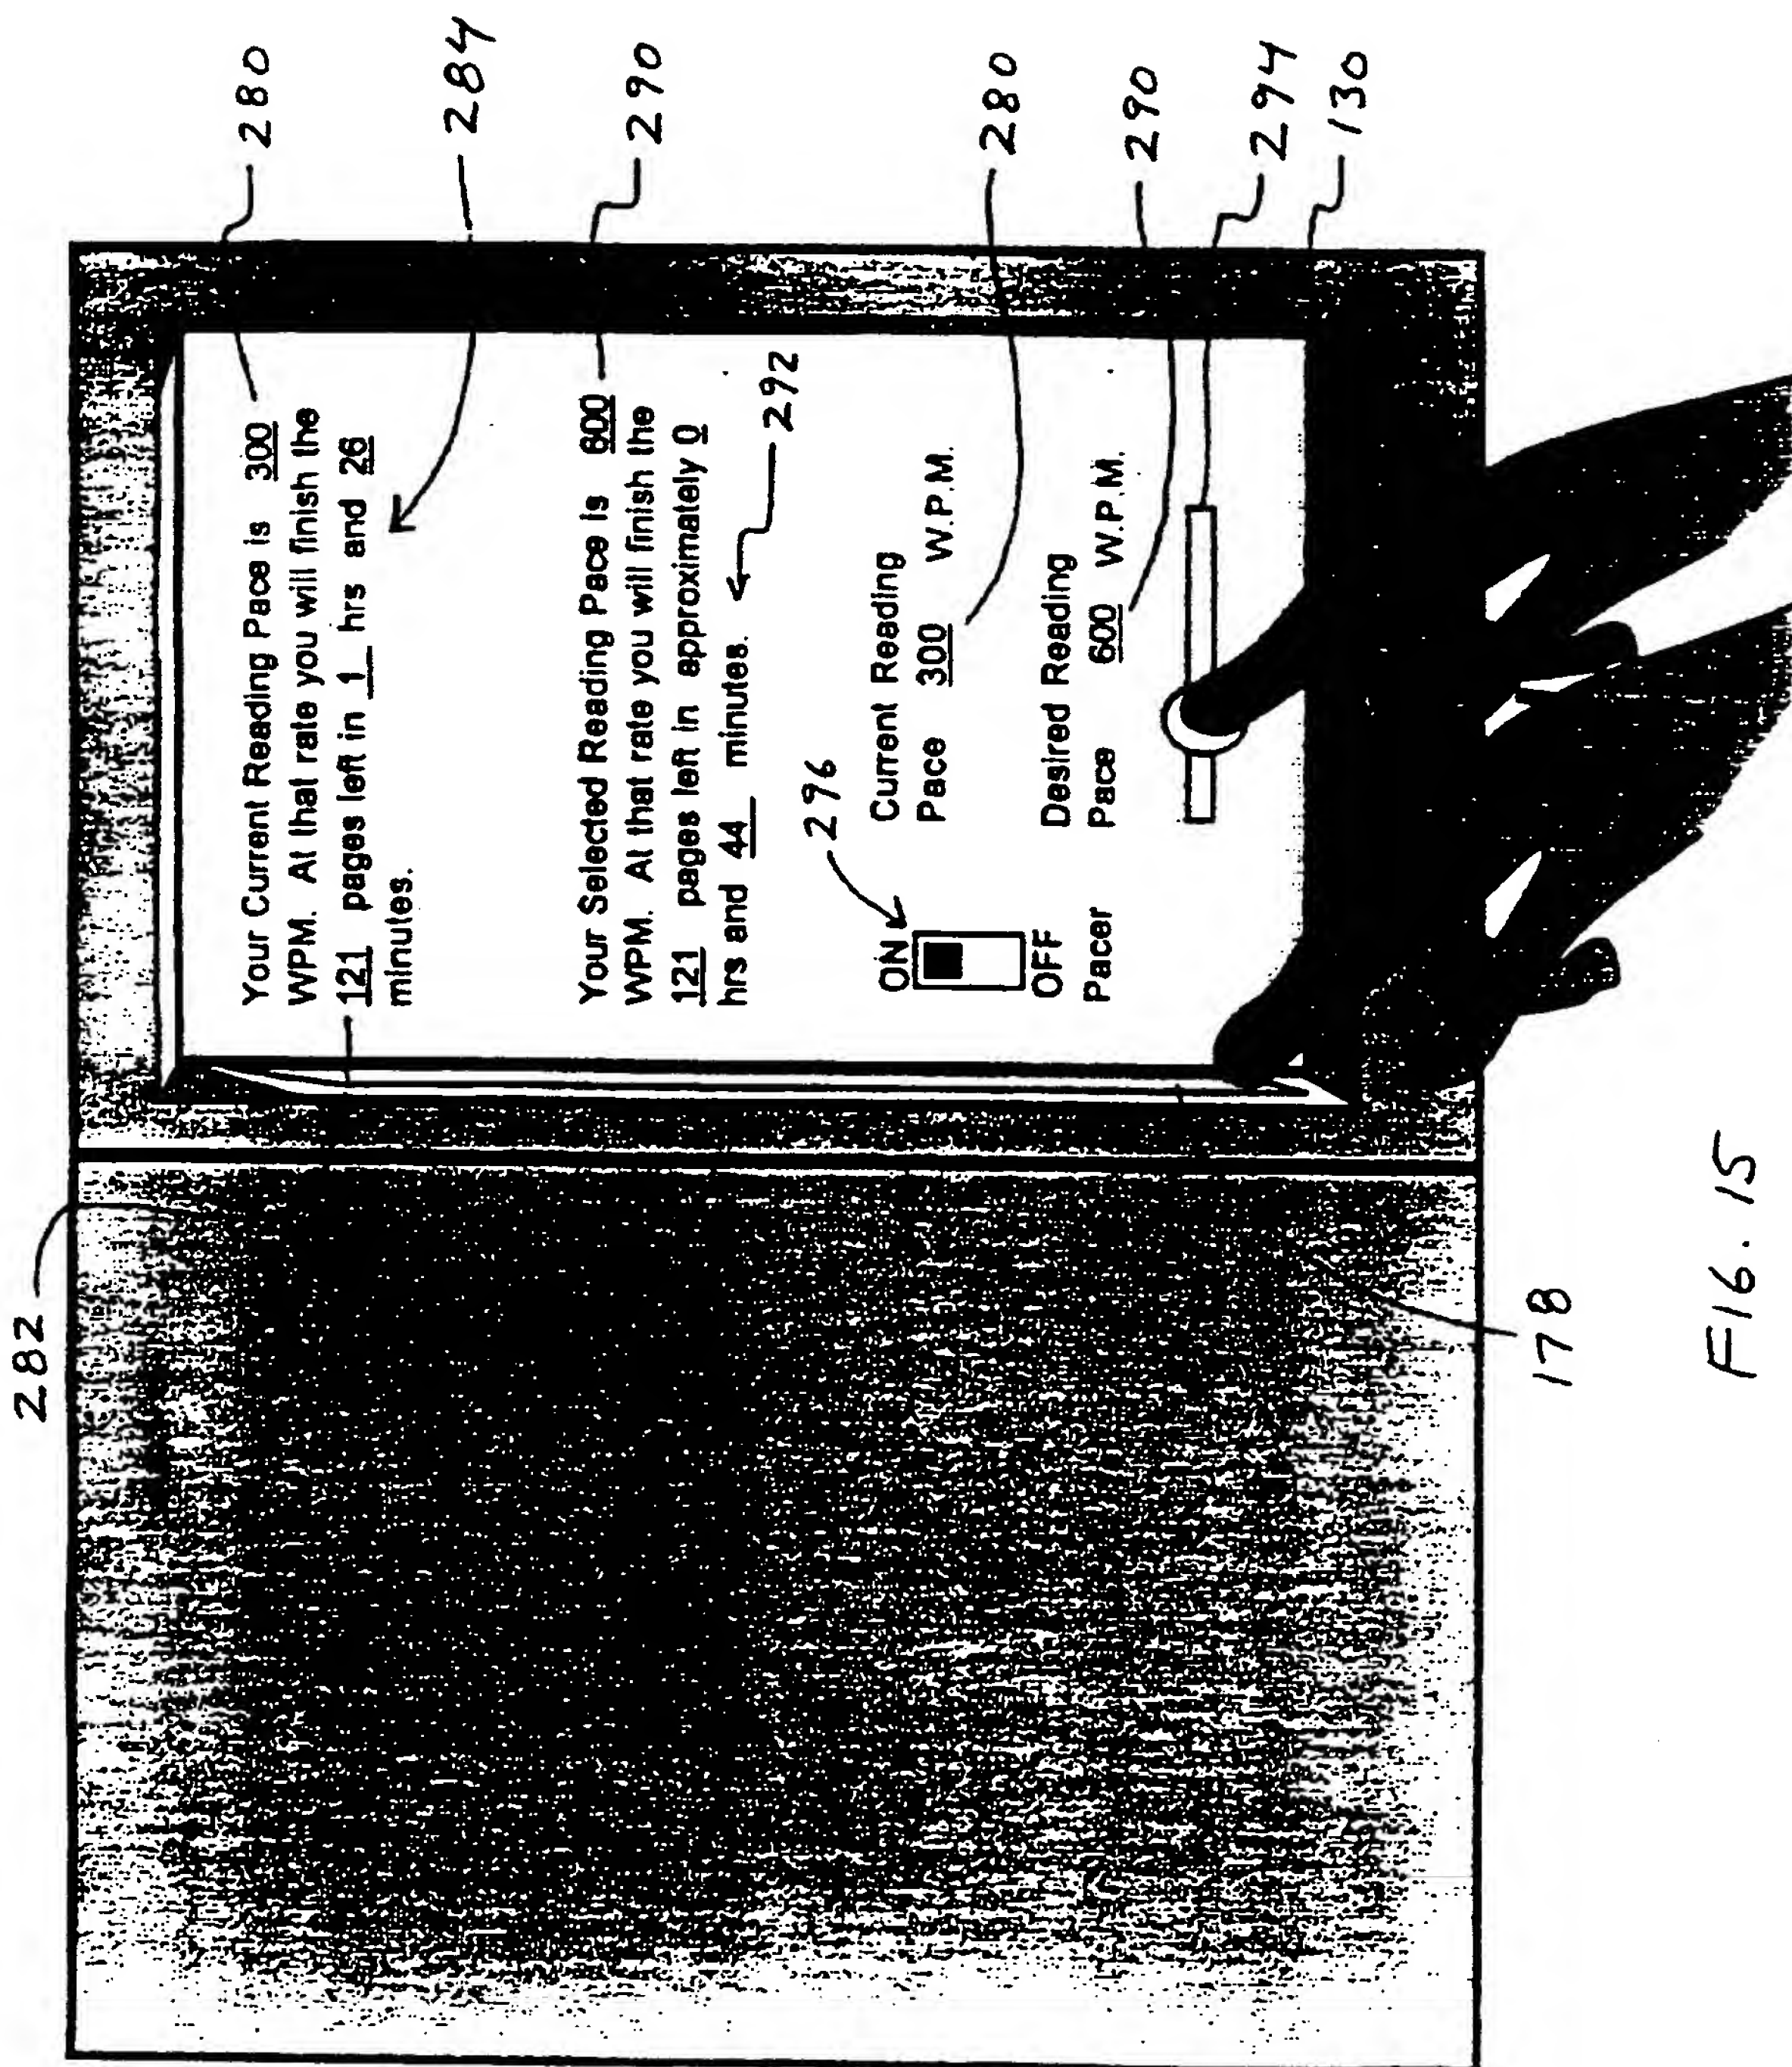 282
Your Current Reading Pace is 300
WPM. At that rate you will finish the
121 pages left in 1 hrs and 26
minutes.
280
284
Your Selected Reading Pace is 600
WPM. At that rate you will finish the
121 pages left in approximately 0
hrs and 44 minutes.
290
292
296
ON
OFF
Pacer
Current Reading
Pace 300 W.P.M.
280
Desired Reading
Pace 600 W.P.M.
290
294
130
178
FIG. 15